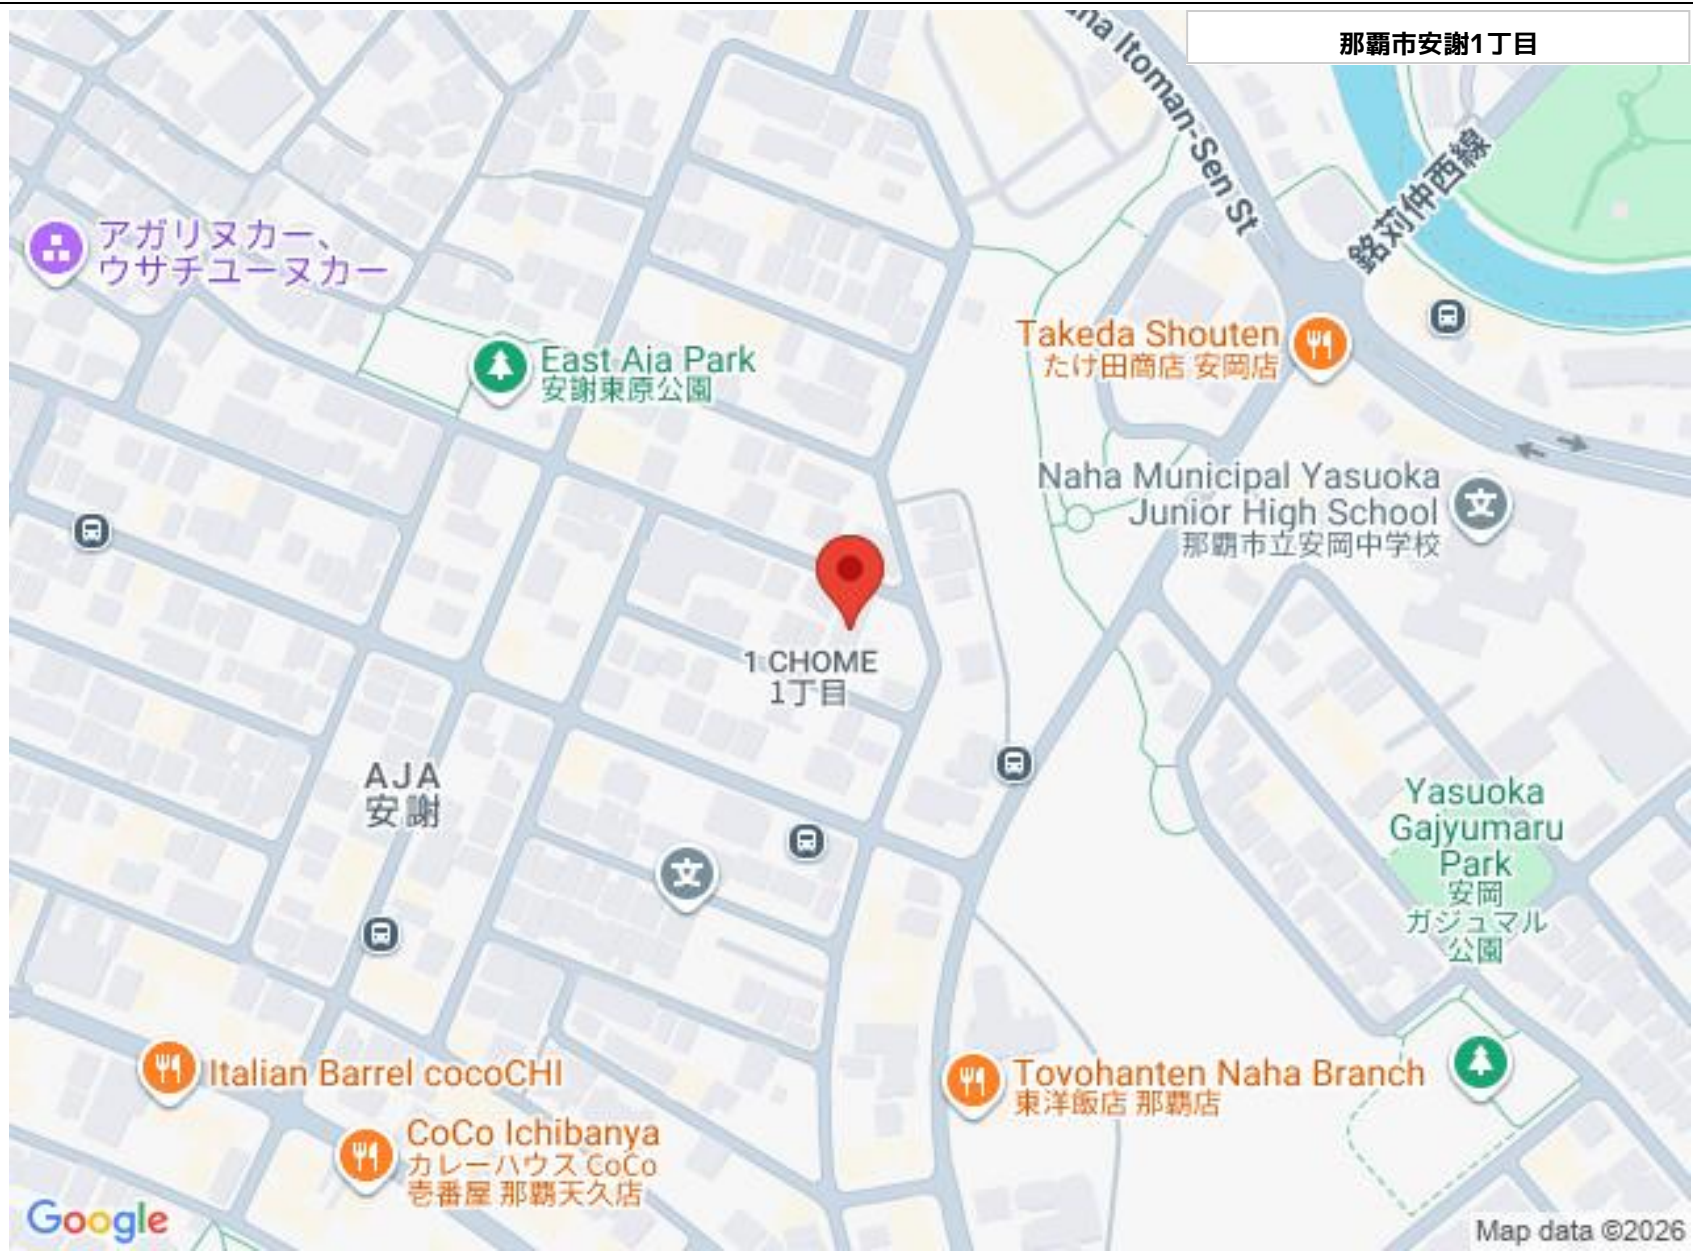 那覇市安謝1丁目
na Itoman-Sen St
銘苅仲西線
アガリヌカー、
ウサチユーヌカー
East Aja Park
安謝東原公園
Takeda Shouten
たけ田商店 安岡店
Naha Municipal Yasuoka
Junior High School
那覇市立安岡中学校
1 CHOME
1丁目
AJA
安謝
Yasuoka
Gajyumaru
Park
安岡
ガジュマル
公園
Italian Barrel cocoCHI
Toyohanten Naha Branch
東洋飯店 那覇店
CoCo Ichibanya
カレーハウス CoCo
壱番屋 那覇天久店
Google
Map data ©2026